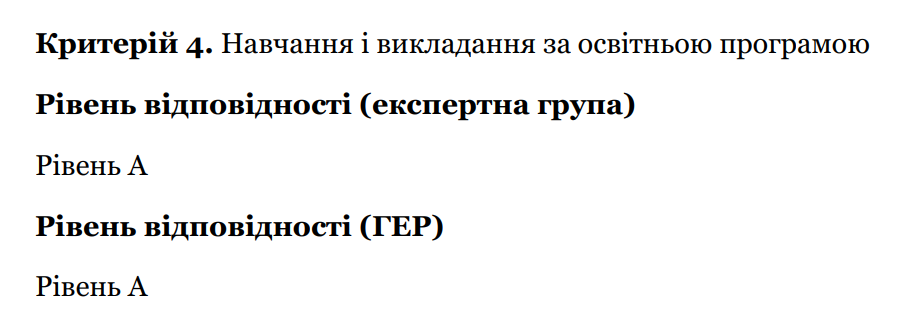 Критерій 4. Навчання і викладання за освітньою програмою
Рівень відповідності (експертна група)
Рівень А
Рівень відповідності (ГЕР)
Рівень А